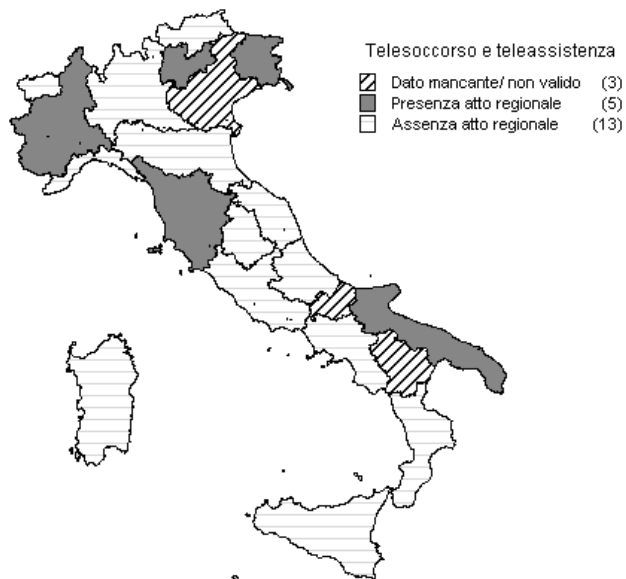 Telesoccorso e teleassistenza
Dato mancante/ non valido (3)
Presenza atto regionale (5)
Assenza atto regionale (13)